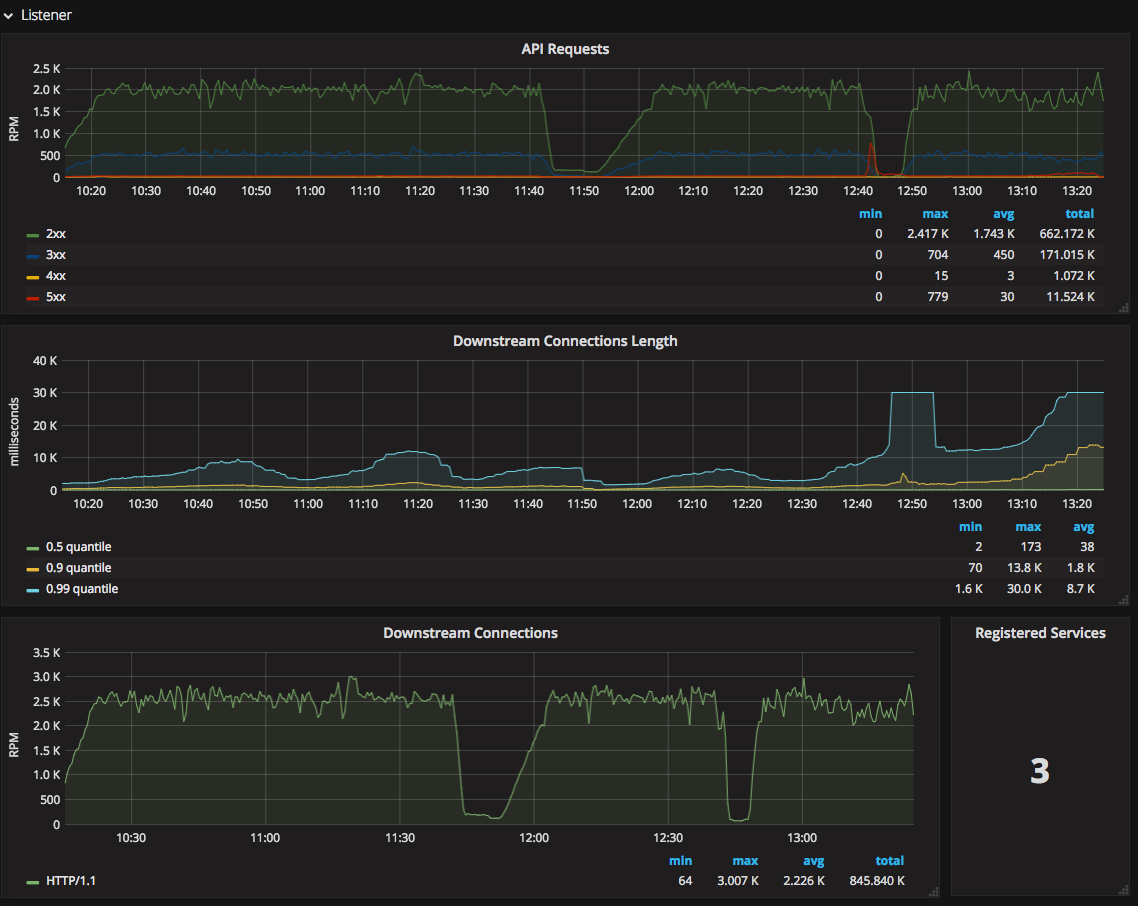 Listener
API Requests
2.5 K
2.0 K
1.5 K
1.0 K
500
0
RPM
10:20 10:30 10:40 10:50 11:00 11:10 11:20 11:30 11:40 11:50 12:00 12:10 12:20 12:30 12:40 12:50 13:00 13:10 13:20
min max avg total
2xx 0 2.417 K 1.743 K 662.172 K
3xx 0 704 450 171.015 K
4xx 0 15 3 1.072 K
5xx 0 779 30 11.524 K
Downstream Connections Length
40 K
30 K
20 K
10 K
0
milliseconds
10:20 10:30 10:40 10:50 11:00 11:10 11:20 11:30 11:40 11:50 12:00 12:10 12:20 12:30 12:40 12:50 13:00 13:10 13:20
min max avg
0.5 quantile 2 173 38
0.9 quantile 70 13.8 K 1.8 K
0.99 quantile 1.6 K 30.0 K 8.7 K
Downstream Connections
3.5 K
3.0 K
2.5 K
2.0 K
1.5 K
1.0 K
500
0
RPM
10:30 11:00 11:30 12:00 12:30 13:00
min max avg total
HTTP/1.1 64 3.007 K 2.226 K 845.840 K
Registered Services
3